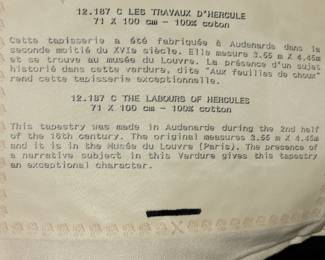 12.187 C LES TRAVAUX D'HERCULE
71 X 100 cm - 100% coton
Cette tapisserie a été fabriquée à Audenarde dans la
seconde moitié du XVIe siècle. Elle mesure 3.55 m X 4.45m
et se trouve au musée du Louvre. La présence d'un sujet
historié dans cette verdure, dite "Aux feuilles de choux"
rend cette tapisserie exceptionnelle.
12.187 C THE LABOURS OF HERCULES
71 X 100 cm - 100% cotton
This tapestry was made in Audenarde during the 2nd half
of the 16th century. The original measures 3.55 m X 4.45m
and it is in the Musée du Louvre (Paris). The presence of
a narrative subject in this Vardure gives this tapestry
an exceptional character.